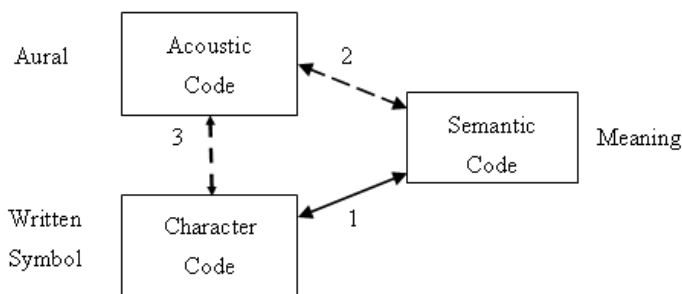 Aural
Acoustic
Code
2
3
Semantic
Code
Meaning
Written
Symbol
Character
Code
1